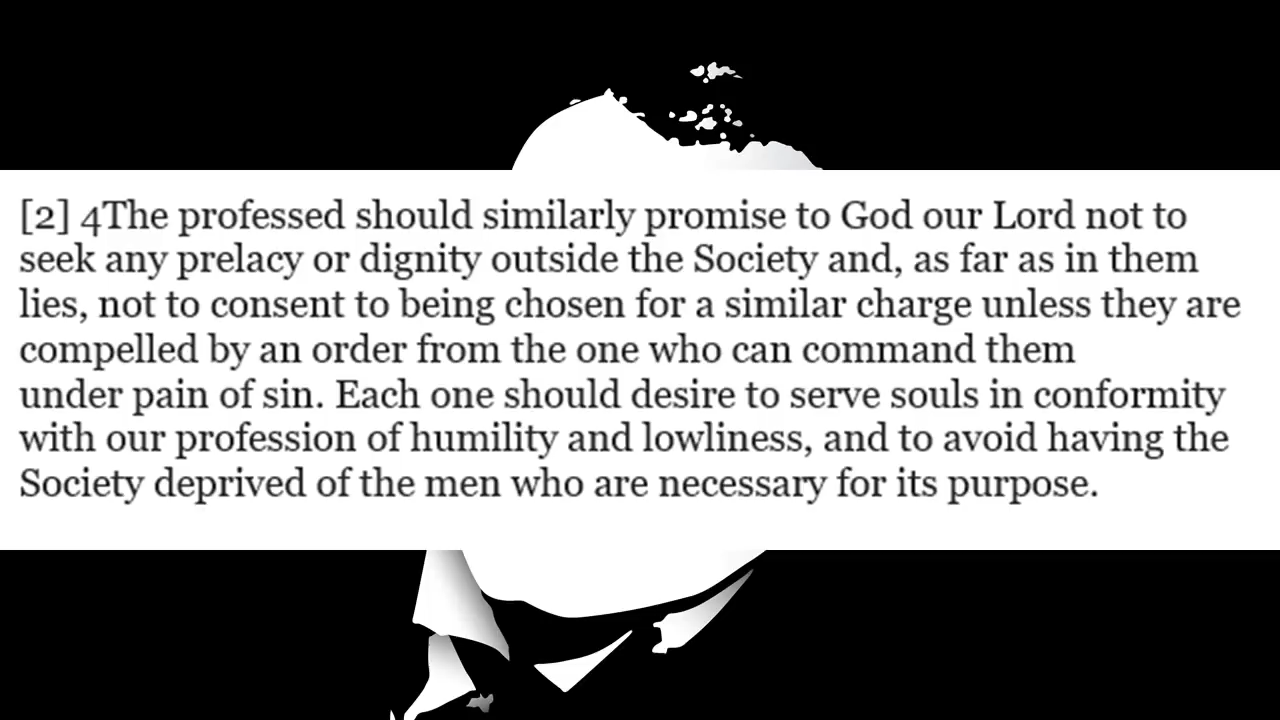 [2] 4The professed should similarly promise to God our Lord not to
seek any prelacy or dignity outside the Society and, as far as in them
lies, not to consent to being chosen for a similar charge unless they are
compelled by an order from the one who can command them
under pain of sin. Each one should desire to serve souls in conformity
with our profession of humility and lowliness, and to avoid having the
Society deprived of the men who are necessary for its purpose.